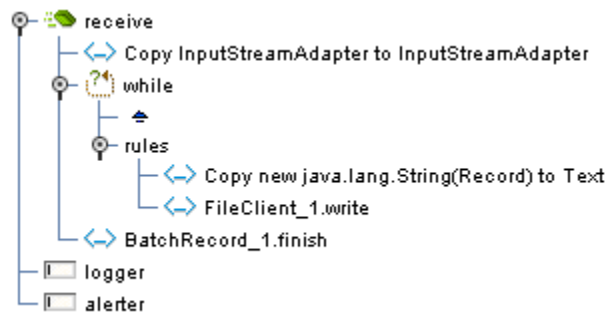 receive
Copy InputStreamAdapter to InputStreamAdapter
while
rules
Copy new java.lang.String(Record) to Text
FileClient_1.write
BatchRecord_1.finish
logger
alerter